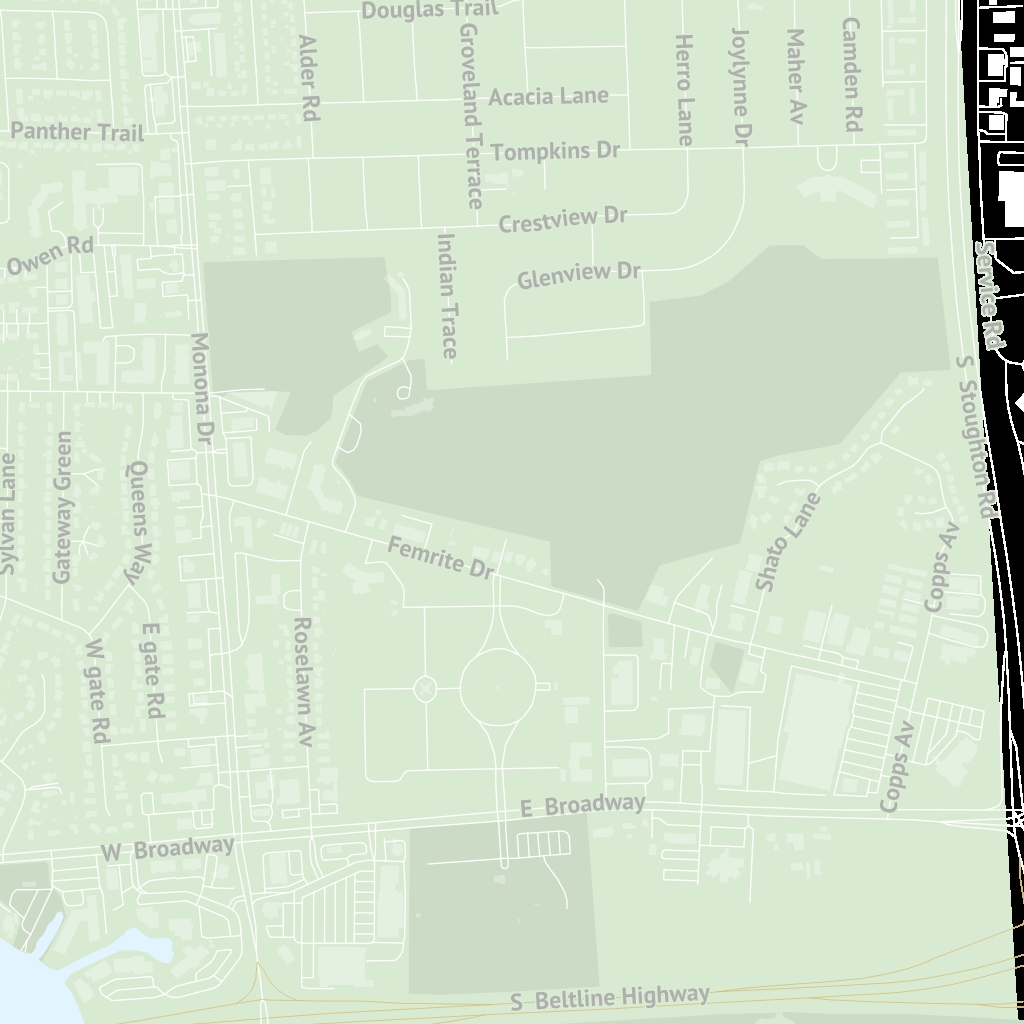 Douglas Trail
Alder Rd
Groveland Terrace
Herro Lane
Joylynne Dr
Maher Av
Camden Rd
Acacia Lane
Panther Trail
Tompkins Dr
Crestview Dr
Owen Rd
Indian Trace
Glenview Dr
Service Rd
Monona Dr
S Stoughton Rd
Sylvan Lane
Gateway Green
Queens Way
Femrite Dr
Shato Lane
Copps Av
W gate Rd
E gate Rd
Roselawn Av
Copps Av
E Broadway
W Broadway
S Beltline Highway